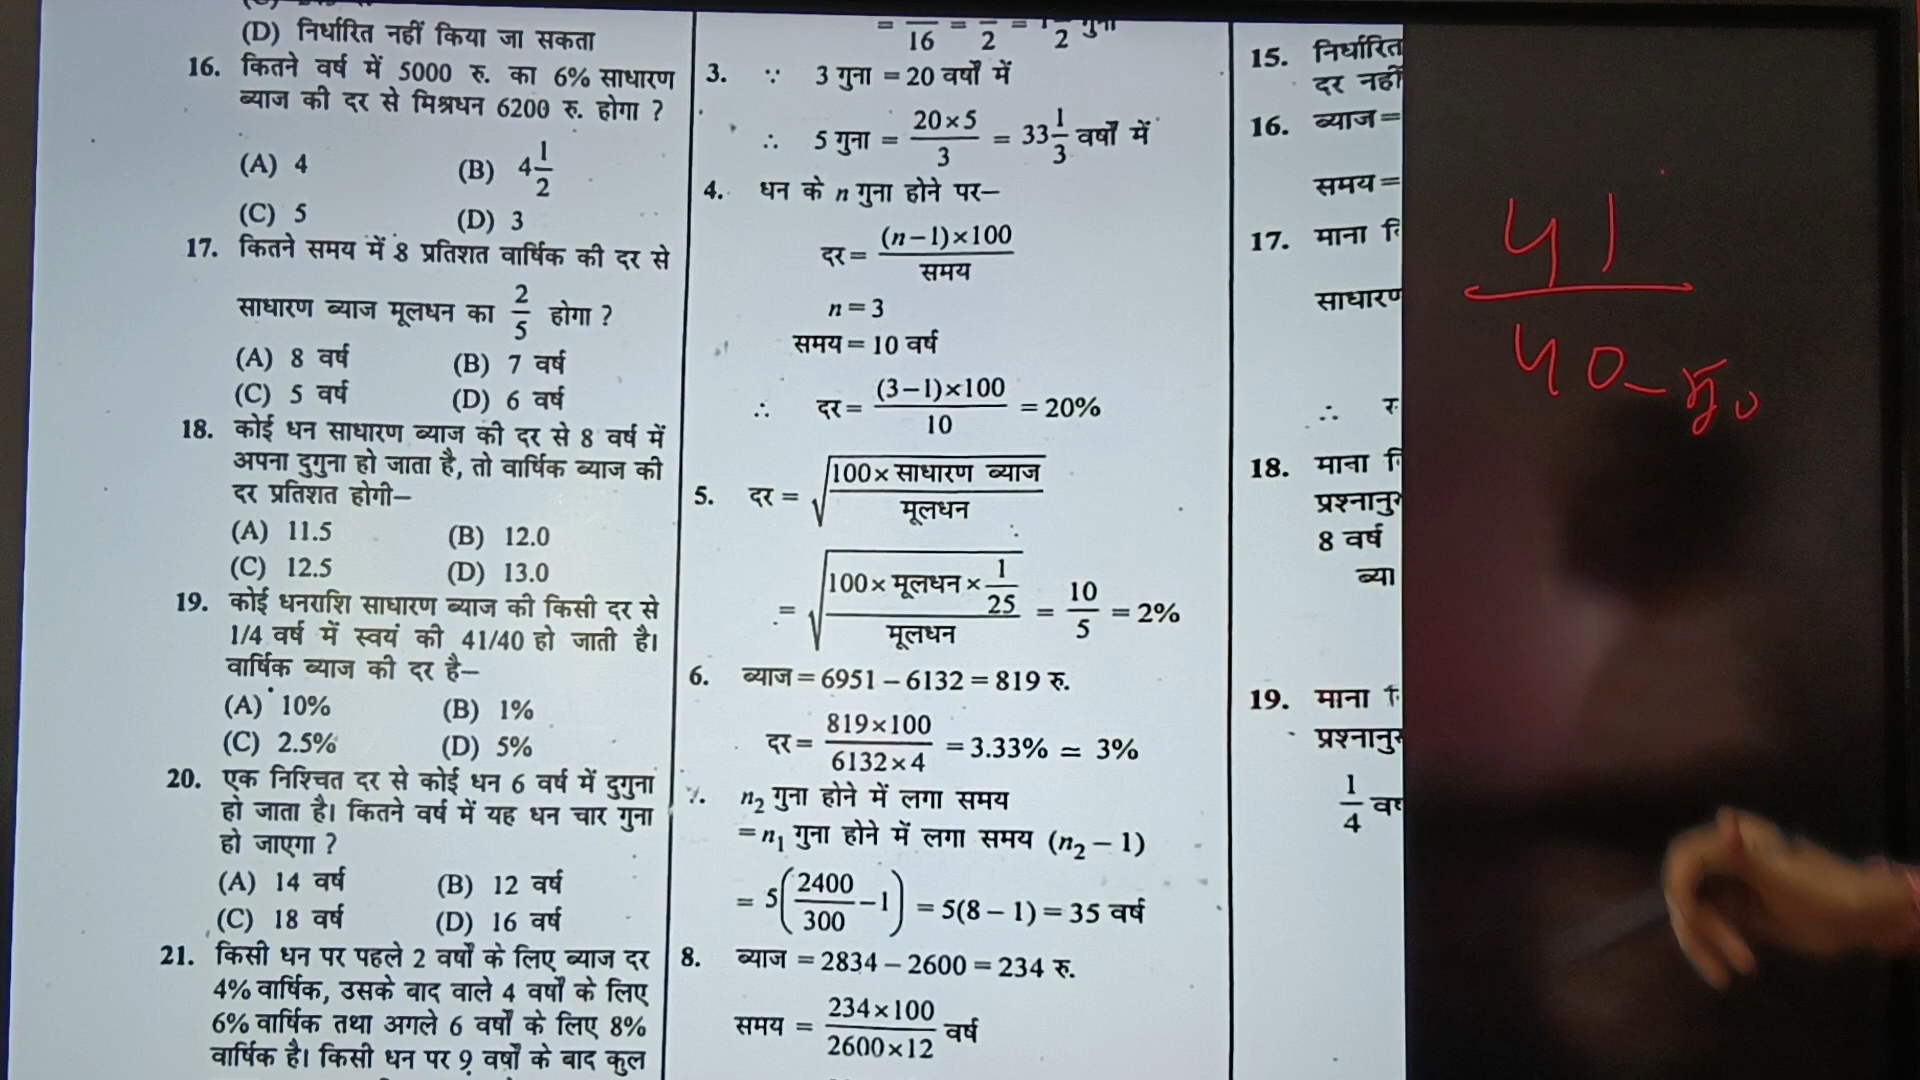 (D) निर्धारित नहीं किया जा सकता
16. कितने वर्ष में 5000 रु. का 6% साधारण
ब्याज की दर से मिश्रधन 6200 रु. होगा ?
(A) 4 (B) 4 1/2
(C) 5 (D) 3
17. कितने समय में 8 प्रतिशत वार्षिक की दर से
साधारण ब्याज मूलधन का 2/5 होगा ?
(A) 8 वर्ष (B) 7 वर्ष
(C) 5 वर्ष (D) 6 वर्ष
18. कोई धन साधारण ब्याज की दर से 8 वर्ष में
अपना दुगुना हो जाता है, तो वार्षिक ब्याज की
दर प्रतिशत होगी–
(A) 11.5 (B) 12.0
(C) 12.5 (D) 13.0
19. कोई धनराशि साधारण ब्याज की किसी दर से
1/4 वर्ष में स्वयं की 41/40 हो जाती है।
वार्षिक ब्याज की दर है–
(A) 10% (B) 1%
(C) 2.5% (D) 5%
20. एक निश्चित दर से कोई धन 6 वर्ष में दुगुना
हो जाता है। कितने वर्ष में यह धन चार गुना
हो जाएगा ?
(A) 14 वर्ष (B) 12 वर्ष
(C) 18 वर्ष (D) 16 वर्ष
21. किसी धन पर पहले 2 वर्षों के लिए ब्याज दर
4% वार्षिक, उसके बाद वाले 4 वर्षों के लिए
6% वार्षिक तथा अगले 6 वर्षों के लिए 8%
वार्षिक है। किसी धन पर 9 वर्षों के बाद कुल
= /16 = /2 = 1 /2 गुना
3. ∵ 3 गुना = 20 वर्षों में
∴ 5 गुना = 20×5/3 = 33 1/3 वर्षों में
4. धन के n गुना होने पर–
दर = (n–1)×100/समय
n = 3
समय = 10 वर्ष
∴ दर = (3–1)×100/10 = 20%
5. दर = √(100×साधारण ब्याज/मूलधन)
= √(100×मूलधन×1/25/मूलधन) = 10/5 = 2%
6. ब्याज = 6951 – 6132 = 819 रु.
दर = 819×100/6132×4 = 3.33% = 3%
n₂ गुना होने में लगा समय
= n₁ गुना होने में लगा समय (n₂ – 1)
= 5(2400/300 – 1) = 5(8 – 1) = 35 वर्ष
8. ब्याज = 2834 – 2600 = 234 रु.
समय = 234×100/2600×12 वर्ष
15. निर्धारित
दर नहीं
16. ब्याज =
समय =
17. माना
साधारण
∴
18. माना
प्रश्नानु
8 वर्ष
ब्या
19. माना
प्रश्नानु
1/4 वर्ष
41
40 – मू०